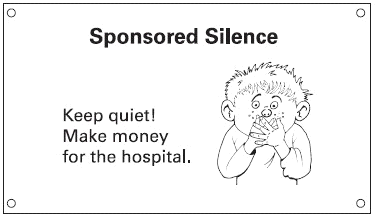 Sponsored Silence
Keep quiet!
Make money
for the hospital.